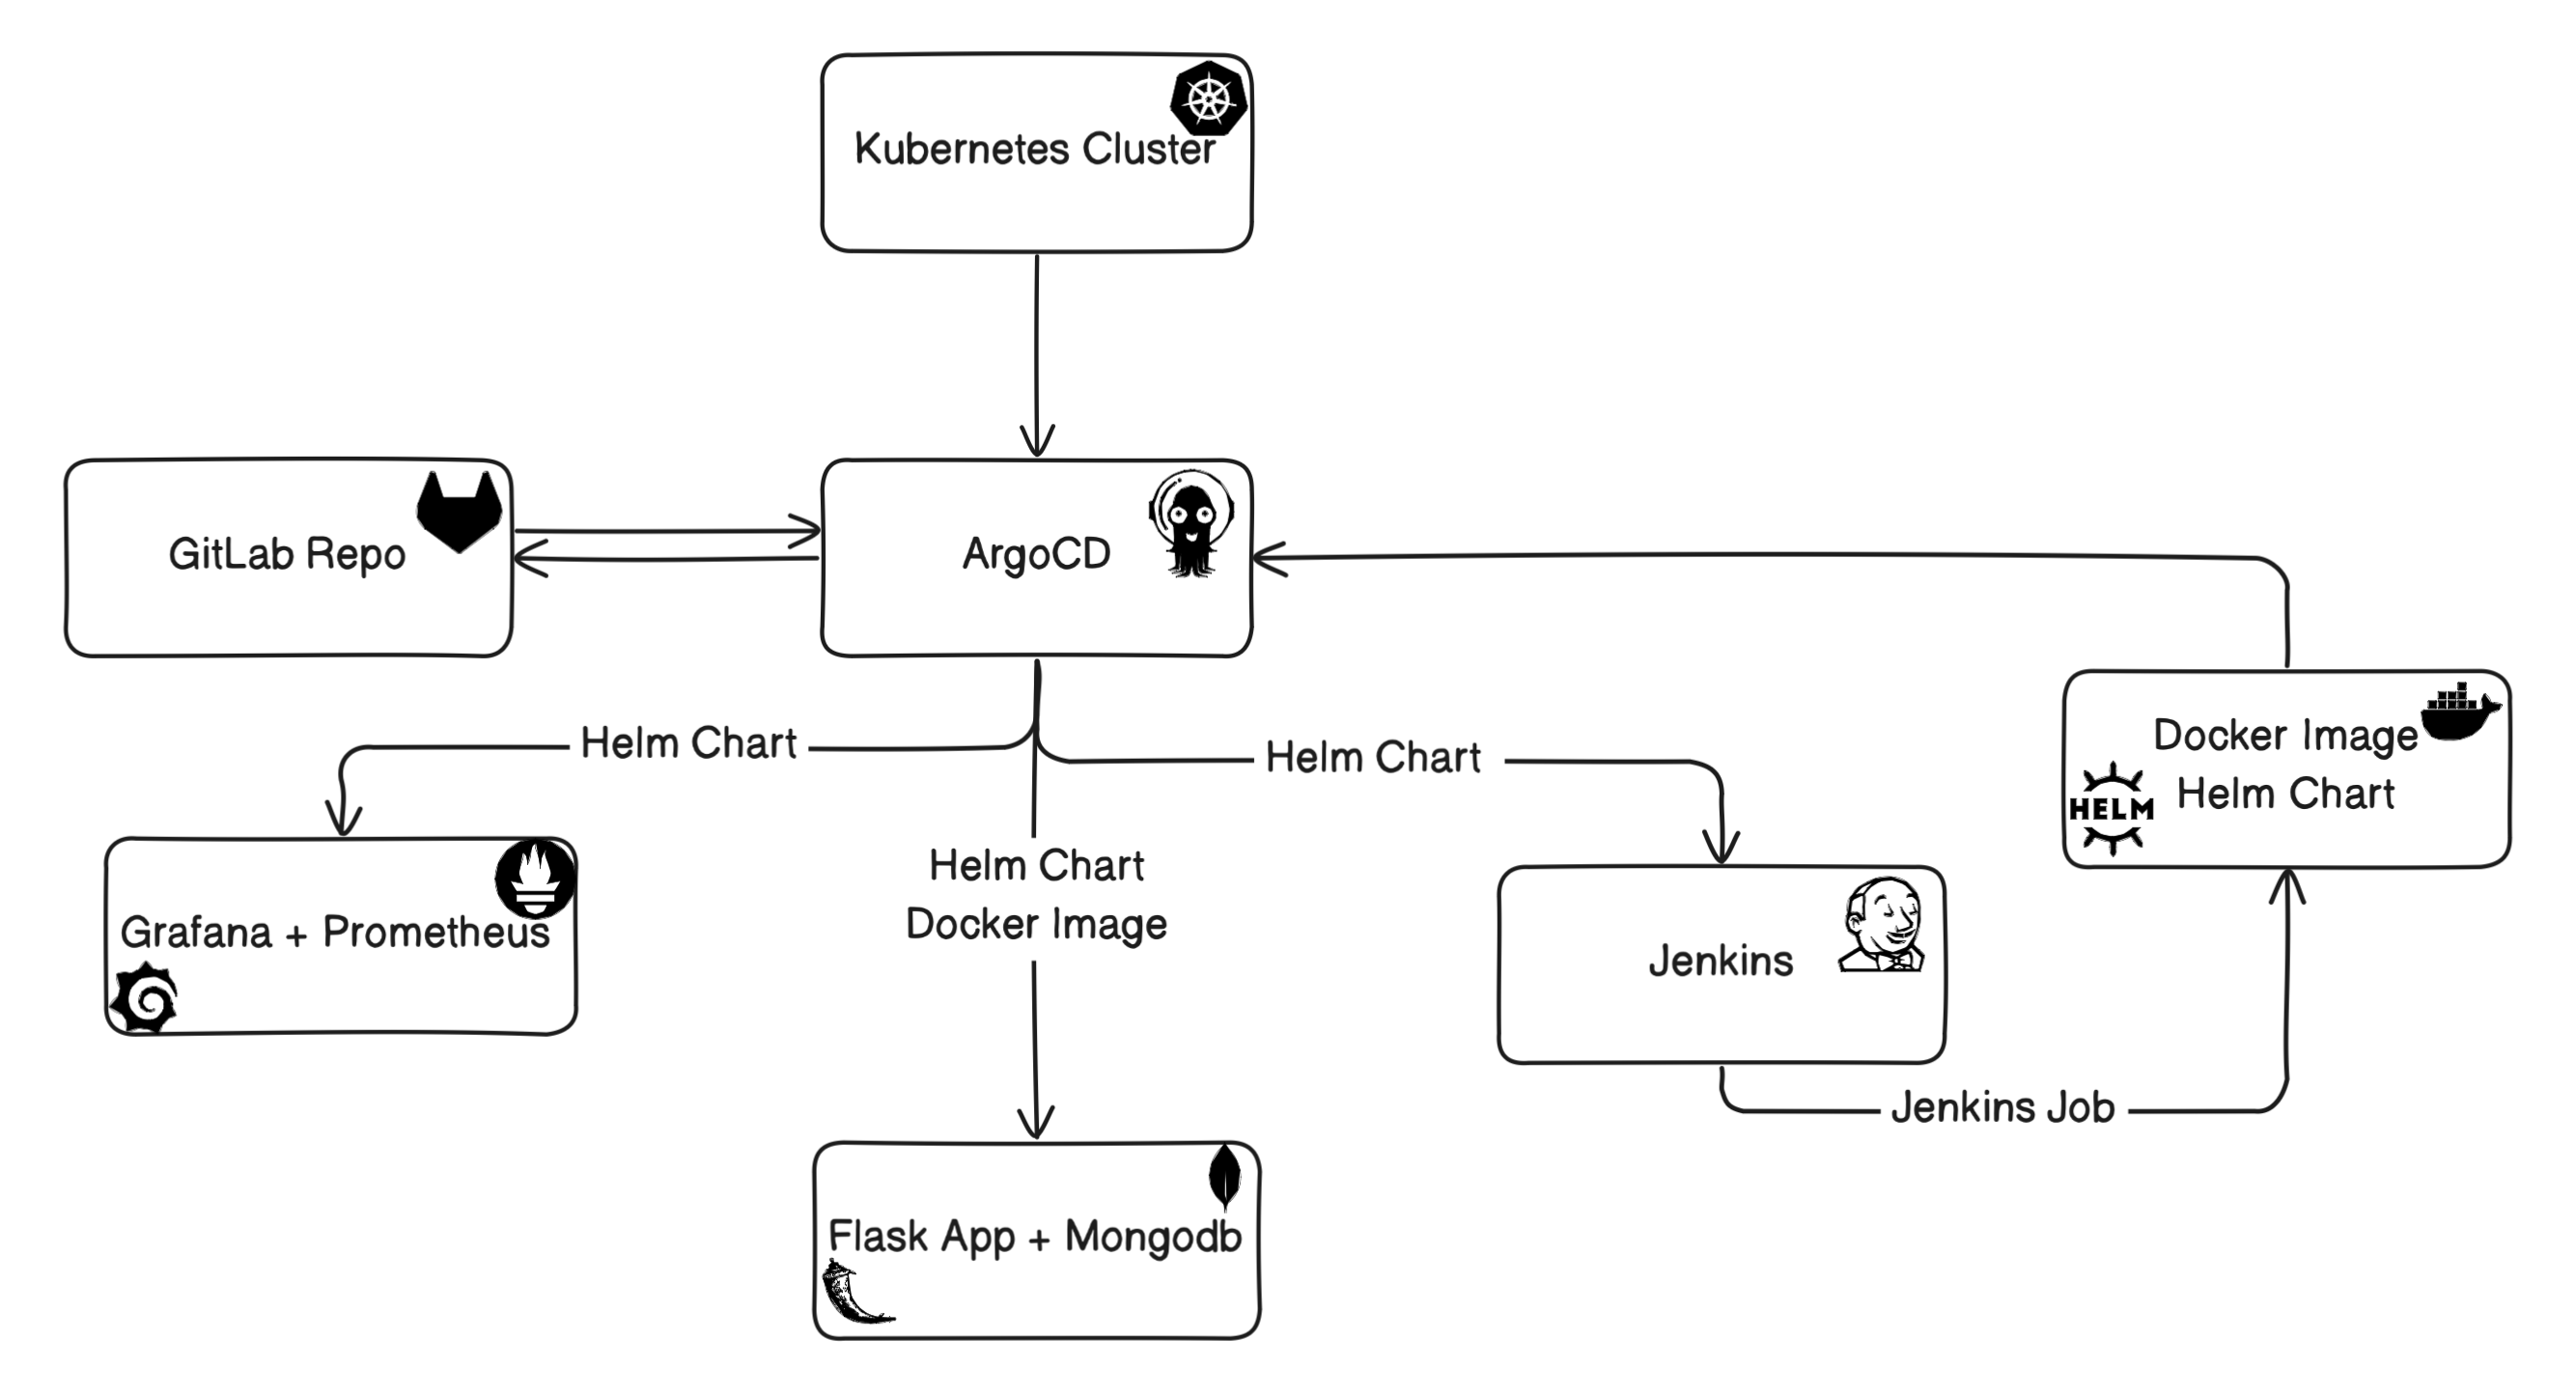 Kubernetes Cluster
GitLab Repo
ArgoCD
Helm Chart
Helm Chart
Docker Image
Helm Chart
HELM
Helm Chart
Docker Image
Grafana + Prometheus
Jenkins
Jenkins Job
Flask App + Mongodb